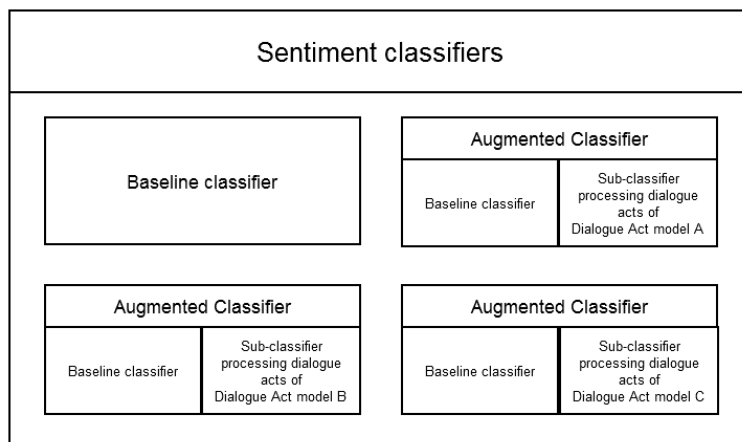 Sentiment classifiers
Baseline classifier
Augmented Classifier
Baseline classifier
Sub-classifier
processing dialogue
acts of
Dialogue Act model A
Augmented Classifier
Baseline classifier
Sub-classifier
processing dialogue
acts of
Dialogue Act model B
Augmented Classifier
Baseline classifier
Sub-classifier
processing dialogue
acts of
Dialogue Act model C